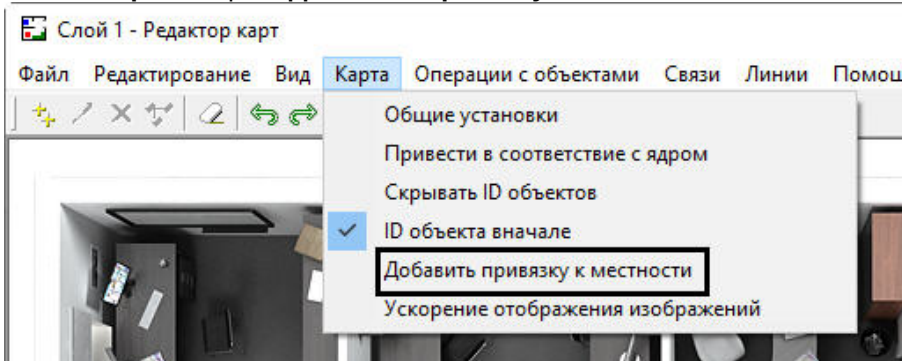 Слой 1 - Редактор карт
Файл Редактирование Вид Карта Операции с объектами Связи Линии
Общие установки
Привести в соответствие с ядром
Скрывать ID объектов
ID объекта вначале
Добавить привязку к местности
Ускорение отображения изображений